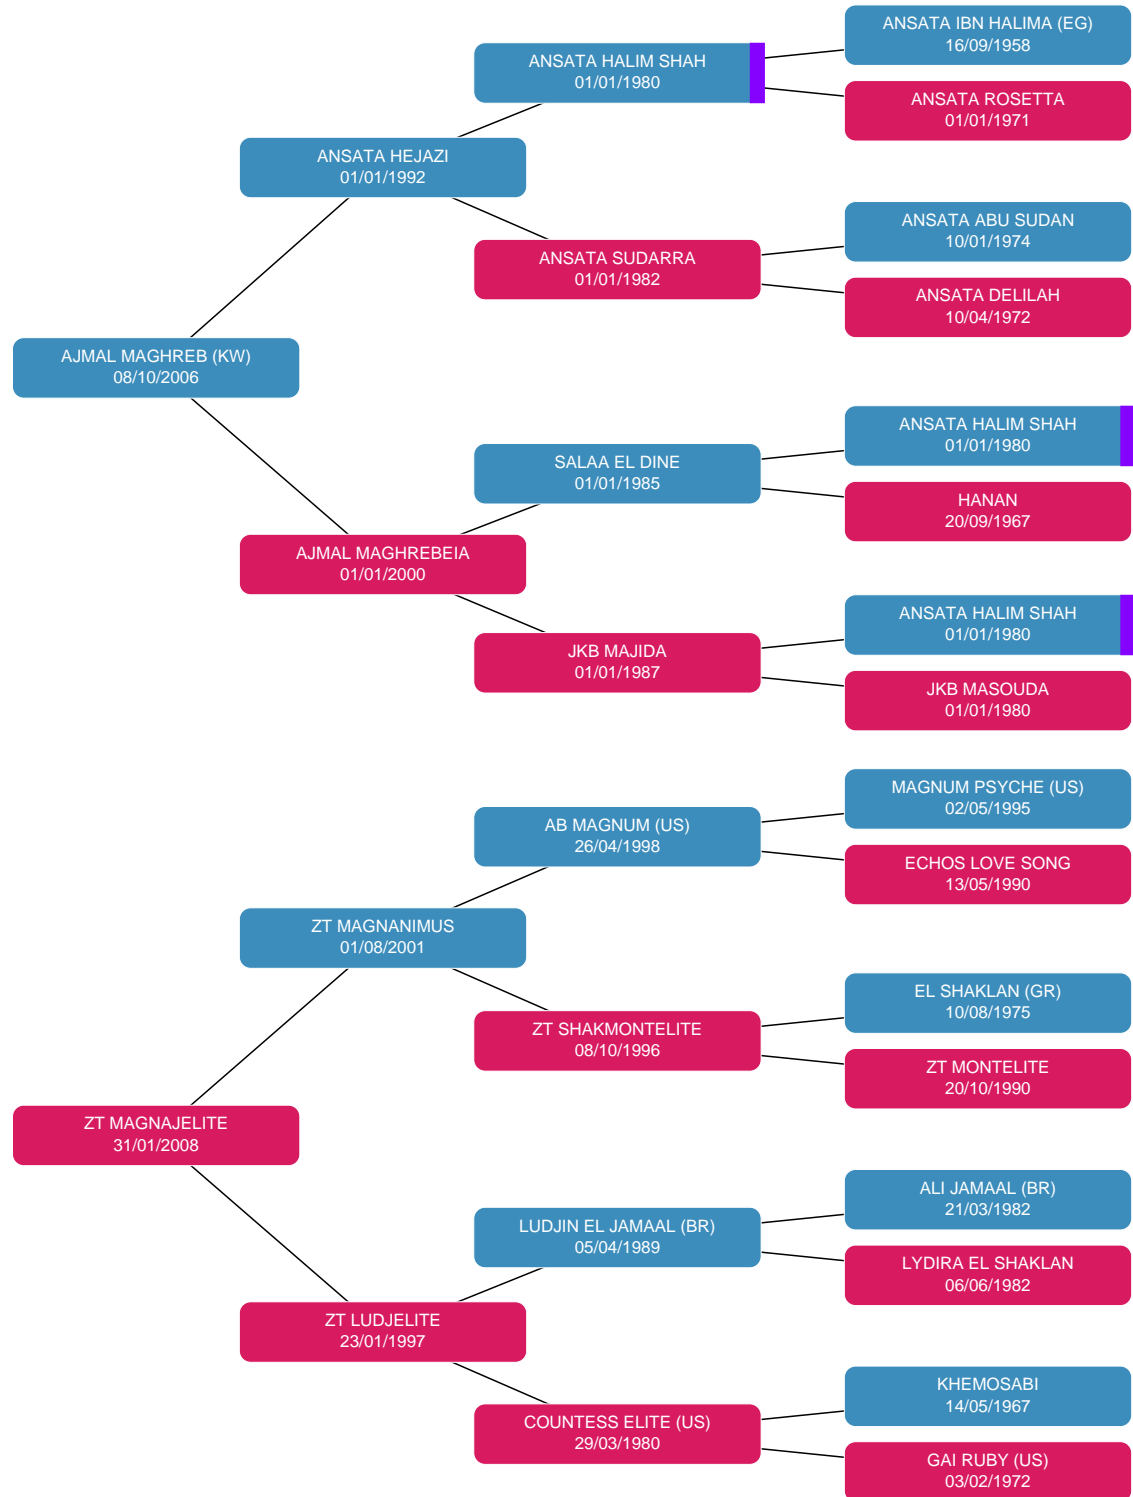 ANSATA IBN HALIMA (EG)
16/09/1958
ANSATA HALIM SHAH
01/01/1980
ANSATA ROSETTA
01/01/1971
ANSATA HEJAZI
01/01/1992
ANSATA ABU SUDAN
10/01/1974
ANSATA SUDARRA
01/01/1982
ANSATA DELILAH
10/04/1972
AJMAL MAGHREB (KW)
08/10/2006
ANSATA HALIM SHAH
01/01/1980
SALAA EL DINE
01/01/1985
HANAN
20/09/1967
AJMAL MAGHREBEIA
01/01/2000
ANSATA HALIM SHAH
01/01/1980
JKB MAJIDA
01/01/1987
JKB MASOUDA
01/01/1980
MAGNUM PSYCHE (US)
02/05/1995
AB MAGNUM (US)
26/04/1998
ECHOS LOVE SONG
13/05/1990
ZT MAGNANIMUS
01/08/2001
EL SHAKLAN (GR)
10/08/1975
ZT SHAKMONTELITE
08/10/1996
ZT MONTELITE
20/10/1990
ZT MAGNAJELITE
31/01/2008
ALI JAMAAL (BR)
21/03/1982
LUDJIN EL JAMAAL (BR)
05/04/1989
LYDIRA EL SHAKLAN
06/06/1982
ZT LUDJELITE
23/01/1997
KHEMOSABI
14/05/1967
COUNTESS ELITE (US)
29/03/1980
GAI RUBY (US)
03/02/1972